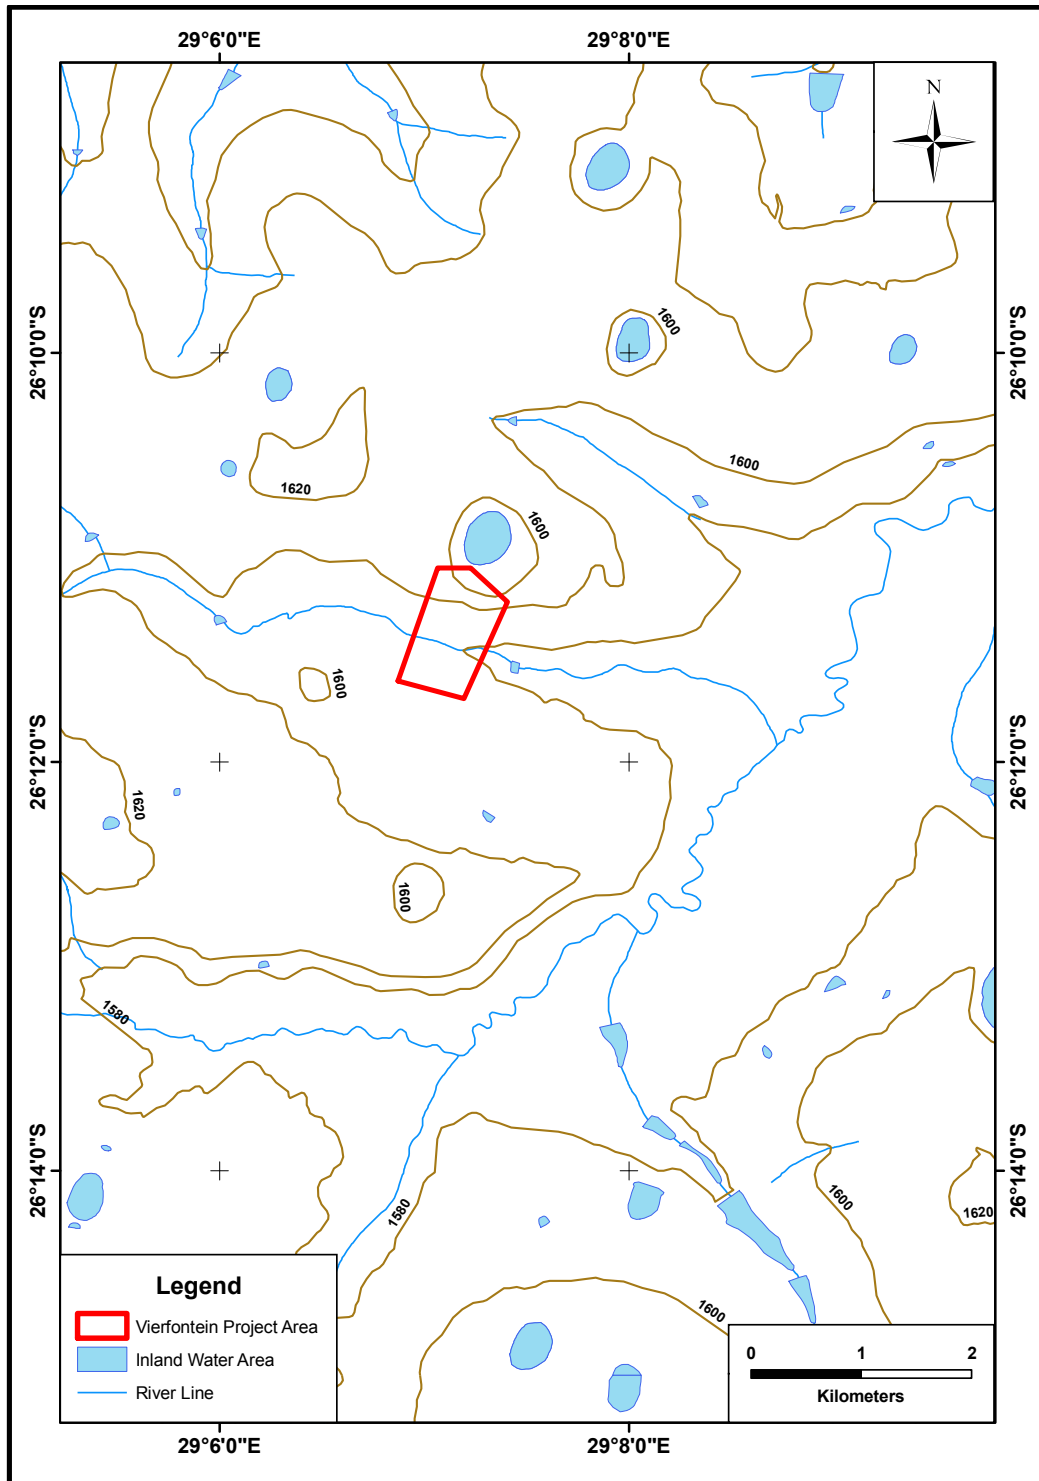 29°6'0"E 29°8'0"E
N
26°10'0"S 26°10'0"S
1600
1600
1620
1600
1600
26°12'0"S 26°12'0"S
1620
1600
1580
26°14'0"S 26°14'0"S
1580
1600
1620
1600
Legend
Vierfontein Project Area
Inland Water Area
River Line
0 1 2
Kilometers
29°6'0"E 29°8'0"E